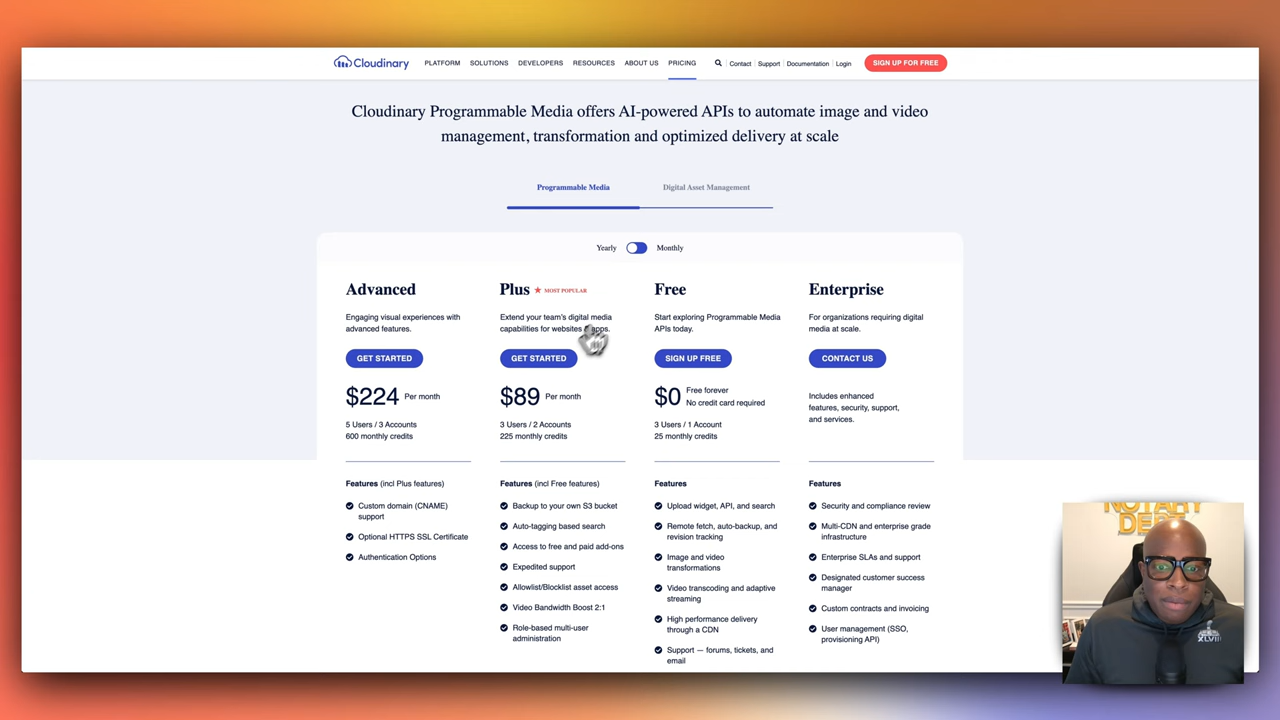 Cloudinary
PLATFORM SOLUTIONS DEVELOPERS RESOURCES ABOUT US PRICING Contact Support Documentation Login SIGN UP FOR FREE
Cloudinary Programmable Media offers AI-powered APIs to automate image and video
management, transformation and optimized delivery at scale
Programmable Media Digital Asset Management
Yearly Monthly
Advanced
Engaging visual experiences with
advanced features.
GET STARTED
$224 Per month
5 Users / 3 Accounts
600 monthly credits
Features (incl Plus features)
Custom domain (CNAME)
support
Optional HTTPS SSL Certificate
Authentication Options
Plus ★ MOST POPULAR
Extend your team's digital media
capabilities for websites apps.
GET STARTED
$89 Per month
3 Users / 2 Accounts
225 monthly credits
Features (incl Free features)
Backup to your own S3 bucket
Auto-tagging based search
Access to free and paid add-ons
Expedited support
Allowlist/Blocklist asset access
Video Bandwidth Boost 2:1
Role-based multi-user
administration
Free
Start exploring Programmable Media
APIs today.
SIGN UP FREE
$0 Free forever
No credit card required
3 Users / 1 Account
25 monthly credits
Features
Upload widget, API, and search
Remote fetch, auto-backup, and
revision tracking
Image and video
transformations
Video transcoding and adaptive
streaming
High performance delivery
through a CDN
Support — forums, tickets, and
email
Enterprise
For organizations requiring digital
media at scale.
CONTACT US
Includes enhanced
features, security, support,
and services.
Features
Security and compliance review
Multi-CDN and enterprise grade
infrastructure
Enterprise SLAs and support
Designated customer success
manager
Custom contracts and invoicing
User management (SSO,
provisioning API)
XLVIII